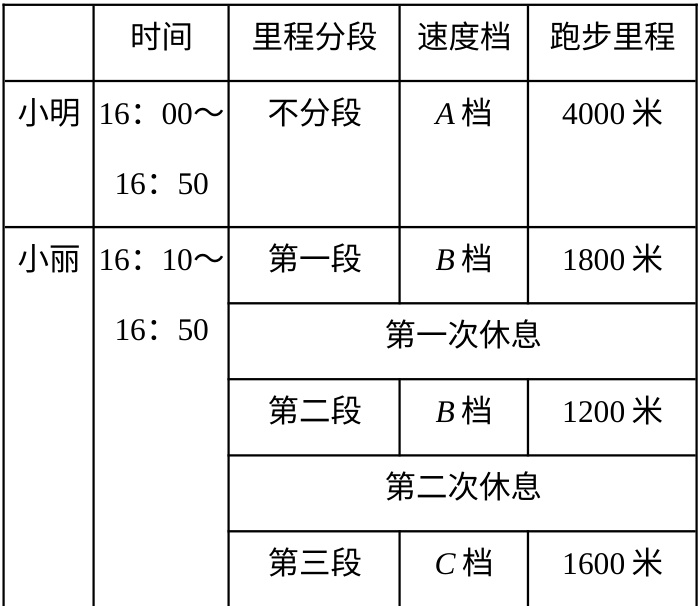 时间 里程分段 速度档 跑步里程
小明 16：00～ 不分段 A 档 4000 米
16：50
小丽 16：10～ 第一段 B 档 1800 米
16：50
第一次休息
第二段 B 档 1200 米
第二次休息
第三段 C 档 1600 米